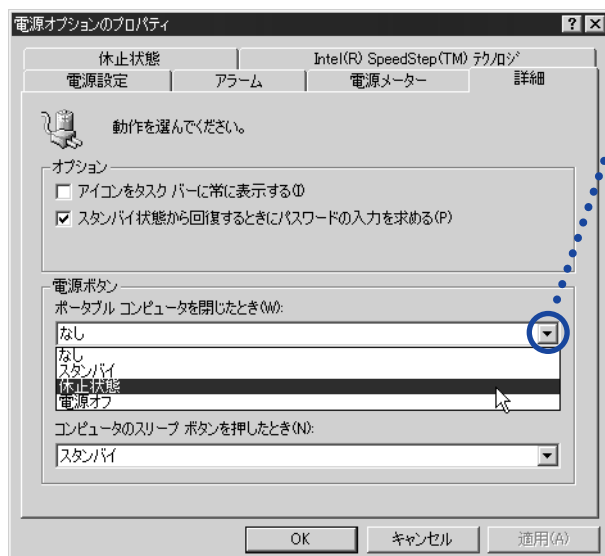 電源オプションのプロパティ
休止状態 Intel(R) SpeedStep(TM) テクノロジ
電源設定 アラーム 電源メーター 詳細
動作を選んでください。
オプション
アイコンをタスク バーに常に表示する(I)
スタンバイ状態から回復するときにパスワードの入力を求める(P)
電源ボタン
ポータブル コンピュータを閉じたとき(W):
なし
なし
スタンバイ
休止状態
電源オフ
コンピュータのスリープ ボタンを押したとき(N):
スタンバイ
OK キャンセル 適用(A)